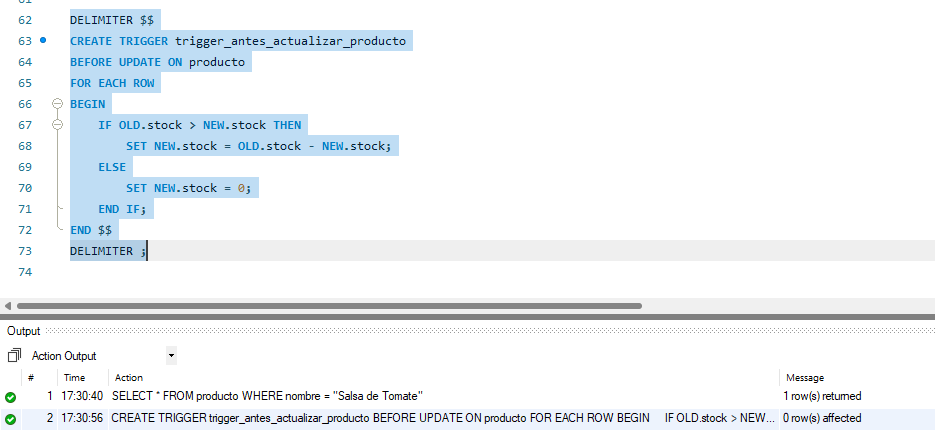 62 DELIMITER $$
63 CREATE TRIGGER trigger_antes_actualizar_producto
64 BEFORE UPDATE ON producto
65 FOR EACH ROW
66 BEGIN
67 IF OLD.stock > NEW.stock THEN
68 SET NEW.stock = OLD.stock - NEW.stock;
69 ELSE
70 SET NEW.stock = 0;
71 END IF;
72 END $$
73 DELIMITER ;
74
Output
Action Output
# Time Action Message
1 17:30:40 SELECT * FROM producto WHERE nombre = "Salsa de Tomate" 1 row(s) returned
2 17:30:56 CREATE TRIGGER trigger_antes_actualizar_producto BEFORE UPDATE ON producto FOR EACH ROW BEGIN IF OLD.stock > NEW... 0 row(s) affected